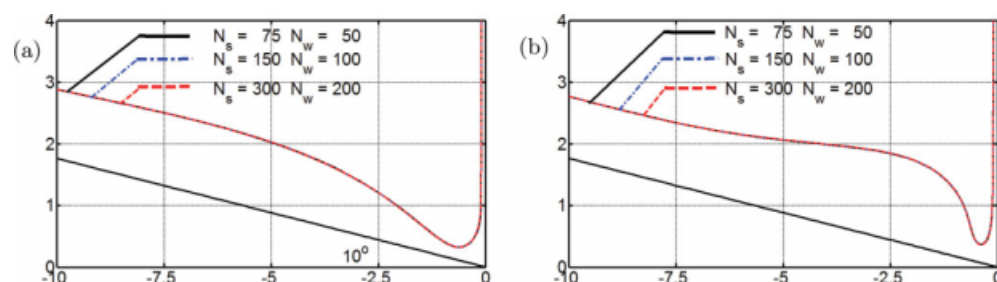 (a)
4
3
2
1
0
N_s = 75 N_w = 50
N_s = 150 N_w = 100
N_s = 300 N_w = 200
10°
-10 -7.5 -5 -2.5 0
(b)
4
3
2
1
0
N_s = 75 N_w = 50
N_s = 150 N_w = 100
N_s = 300 N_w = 200
-10 -7.5 -5 -2.5 0